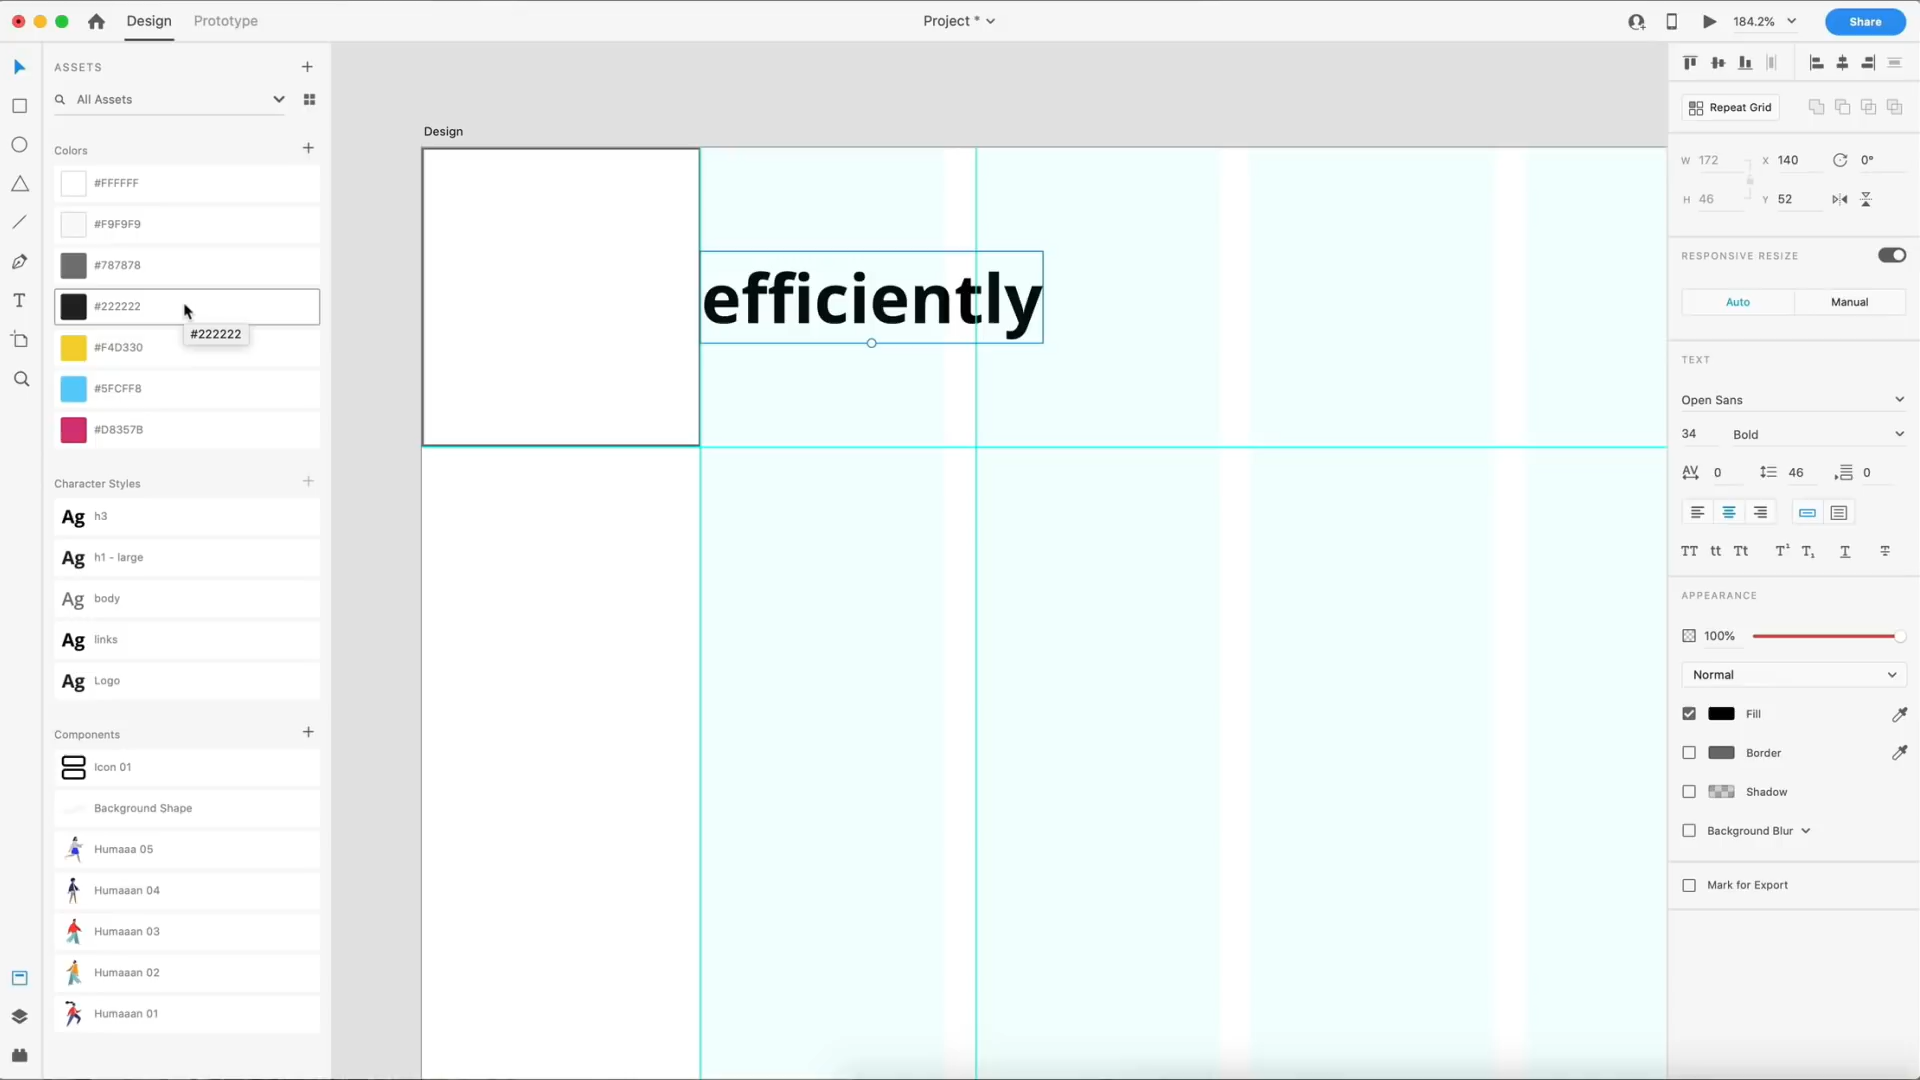 Design
Prototype
Project *
184.2%
Share
ASSETS
All Assets
Colors
#FFFFFF
#F9F9F9
#787878
#222222
#222222
#F4D330
#5FCFF8
#D8357B
Character Styles
Ag h3
Ag h1 - large
Ag body
Ag links
Ag Logo
Components
Icon 01
Background Shape
Humaaa 05
Humaaan 04
Humaaan 03
Humaaan 02
Humaaan 01
Design
efficiently
Repeat Grid
W 172 X 140 0°
H 46 Y 52
RESPONSIVE RESIZE
Auto Manual
TEXT
Open Sans
34 Bold
AV 0 46 0
TT tt Tt T¹ T₁ T T
APPEARANCE
100%
Normal
Fill
Border
Shadow
Background Blur
Mark for Export